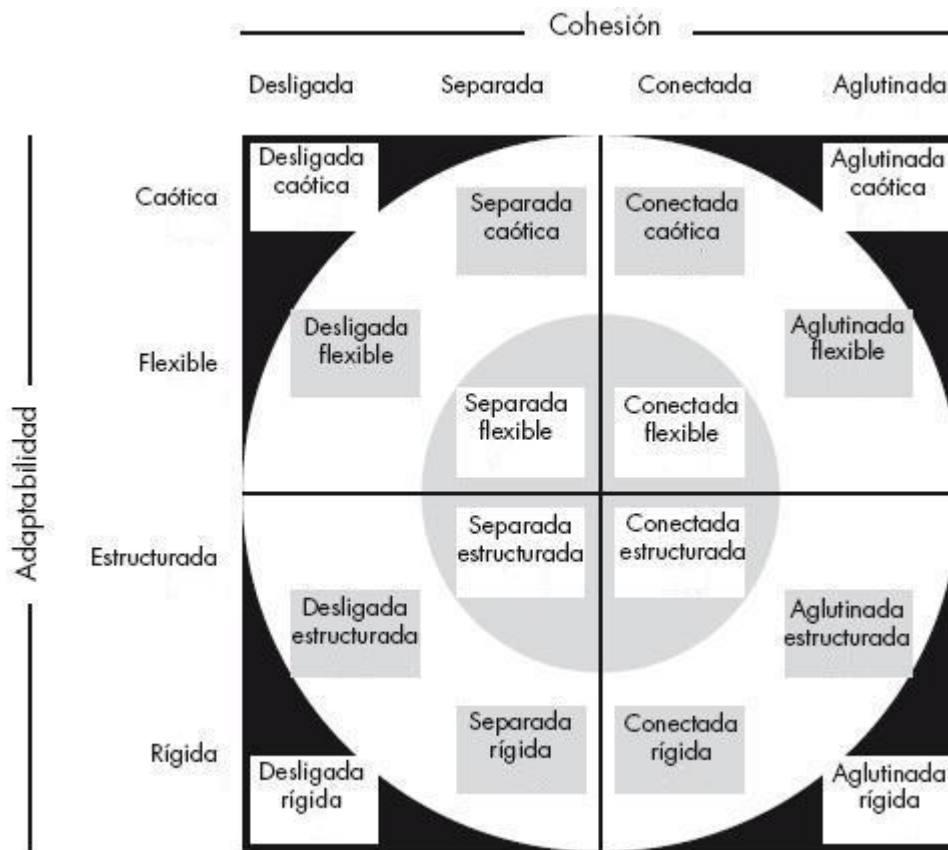 Cohesión
Desligada Separada Conectada Aglutinada
Adaptabilidad
Caótica
Flexible
Estructurada
Rígida
Desligada
caótica
Separada
caótica
Conectada
caótica
Aglutinada
caótica
Desligada
flexible
Separada
flexible
Conectada
flexible
Aglutinada
flexible
Separada
estructurada
Conectada
estructurada
Desligada
estructurada
Aglutinada
estructurada
Separada
rígida
Conectada
rígida
Desligada
rígida
Aglutinada
rígida